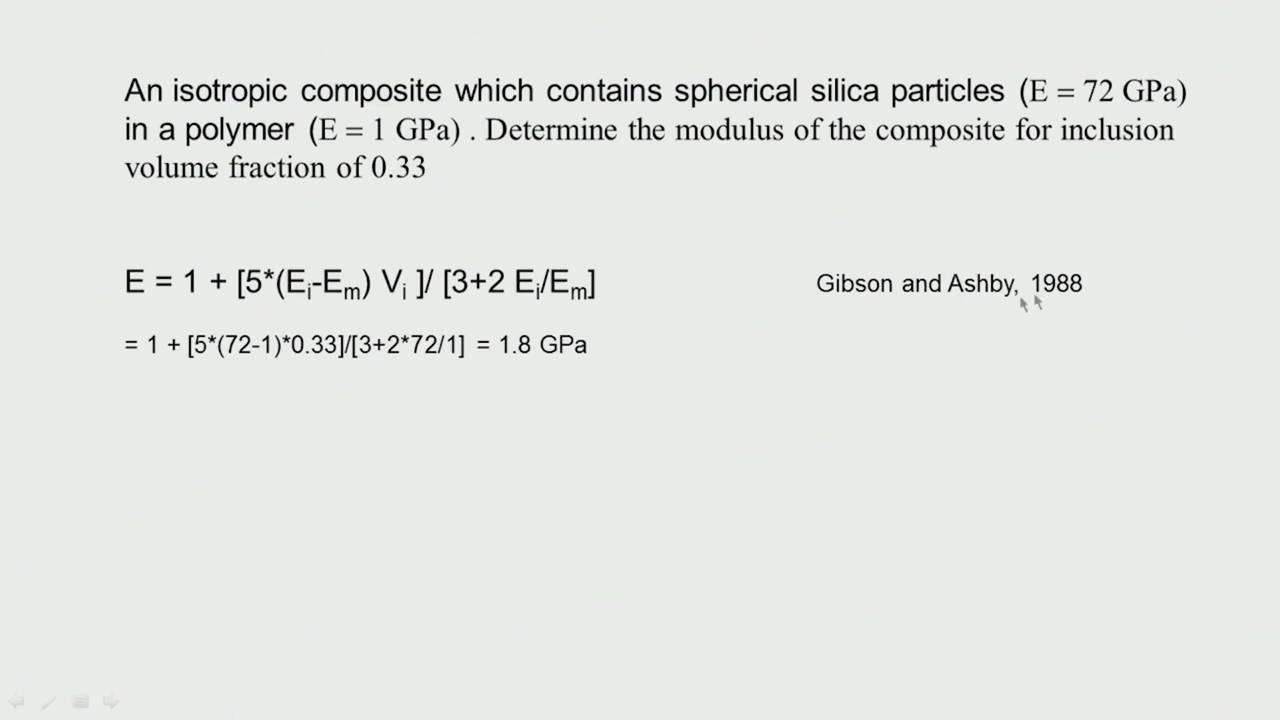 An isotropic composite which contains spherical silica particles (E = 72 GPa)
in a polymer (E = 1 GPa) . Determine the modulus of the composite for inclusion
volume fraction of 0.33
E = 1 + [5*(Ei-Em) Vi ]/ [3+2 Ei/Em]
Gibson and Ashby, 1988
= 1 + [5*(72-1)*0.33]/[3+2*72/1] = 1.8 GPa